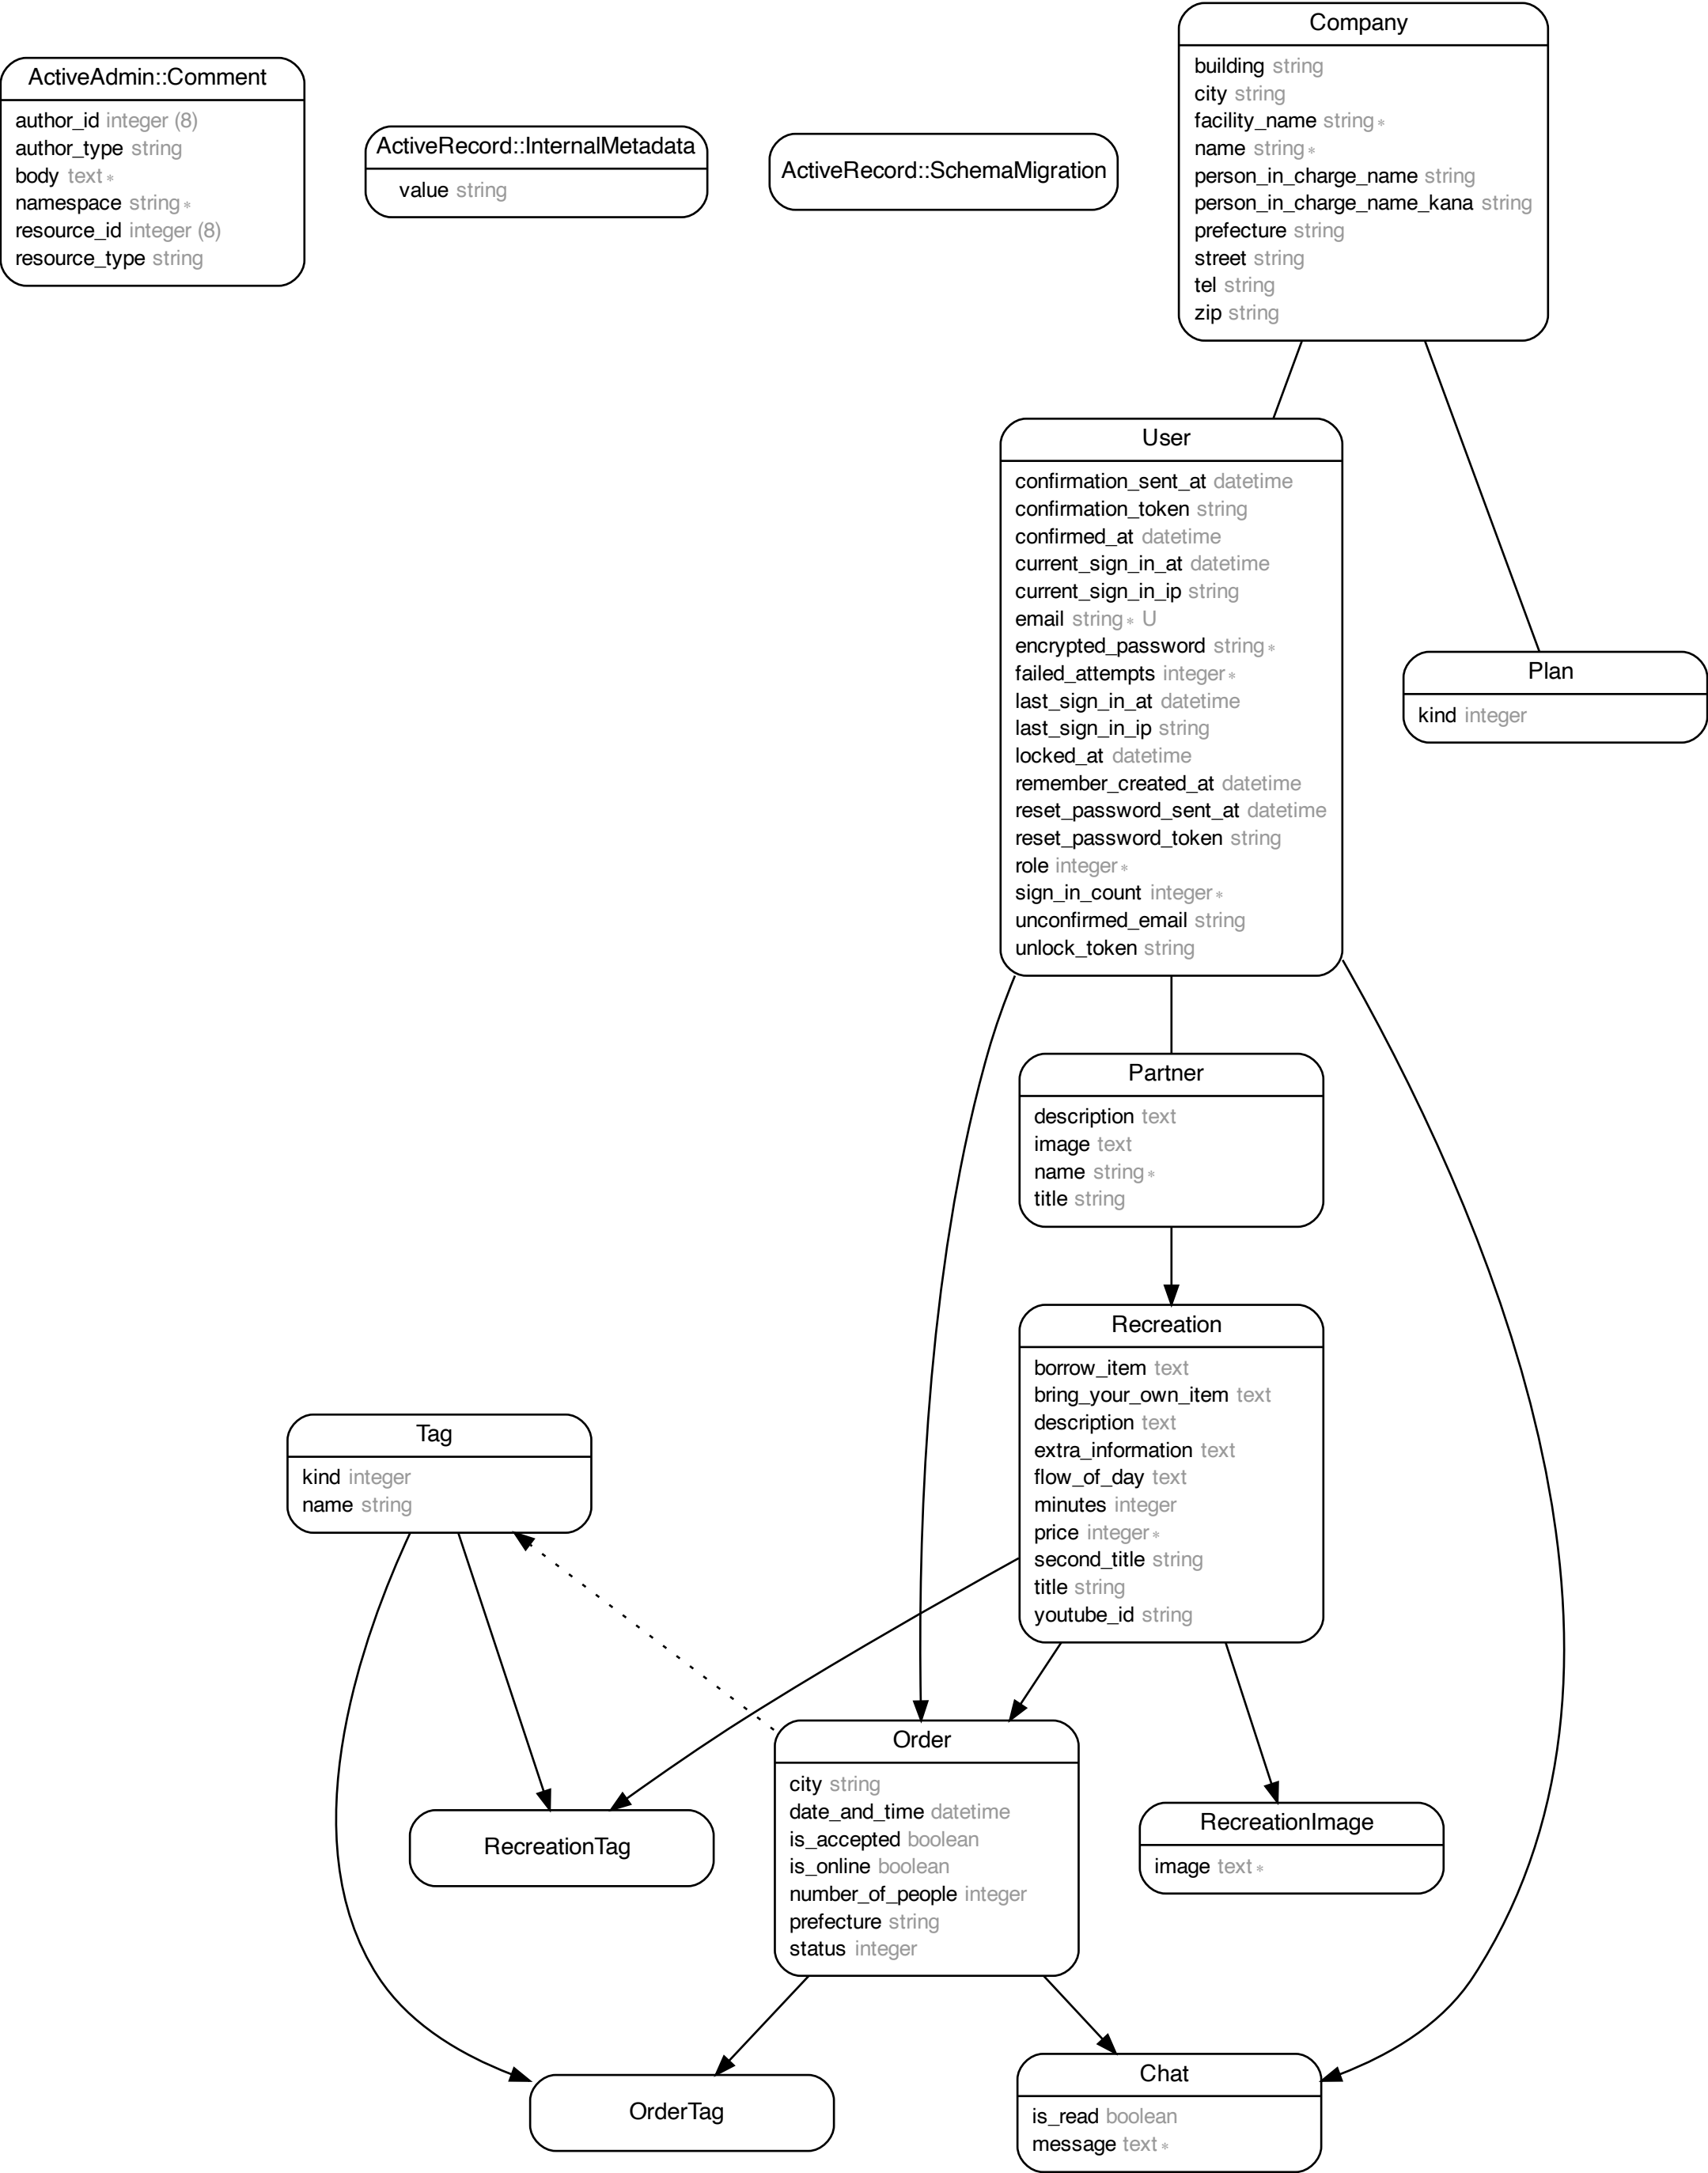 Company
building string
city string
facility_name string∗
name string∗
person_in_charge_name string
person_in_charge_name_kana string
prefecture string
street string
tel string
zip string
ActiveAdmin::Comment
author_id integer (8)
author_type string
body text∗
namespace string∗
resource_id integer (8)
resource_type string
ActiveRecord::InternalMetadata
value string
ActiveRecord::SchemaMigration
User
confirmation_sent_at datetime
confirmation_token string
confirmed_at datetime
current_sign_in_at datetime
current_sign_in_ip string
email string∗ U
encrypted_password string∗
failed_attempts integer∗
last_sign_in_at datetime
last_sign_in_ip string
locked_at datetime
remember_created_at datetime
reset_password_sent_at datetime
reset_password_token string
role integer∗
sign_in_count integer∗
unconfirmed_email string
unlock_token string
Plan
kind integer
Partner
description text
image text
name string∗
title string
Recreation
borrow_item text
bring_your_own_item text
description text
extra_information text
flow_of_day text
minutes integer
price integer∗
second_title string
title string
youtube_id string
Tag
kind integer
name string
Order
city string
date_and_time datetime
is_accepted boolean
is_online boolean
number_of_people integer
prefecture string
status integer
RecreationTag
RecreationImage
image text∗
OrderTag
Chat
is_read boolean
message text∗